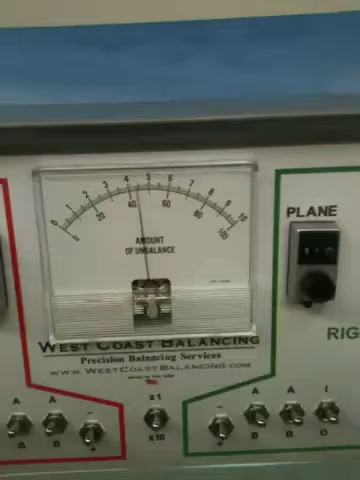 0 1 2 3 4 5 6 7 8 9 10
0 20 40 60 80 100
AMOUNT
OF UNBALANCE
PLANE
WEST COAST BALANCING
Precision Balancing Services
WWW.WESTCOASTBALANCING.COM
RIG
A A - x1 A A I
B B + x10 - + B B O